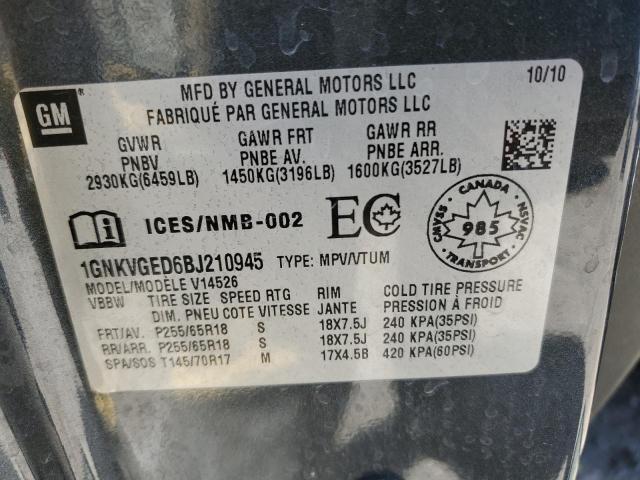 GM®
MFD BY GENERAL MOTORS LLC 10/10
FABRIQUÉ PAR GENERAL MOTORS LLC
GVWR GAWR FRT GAWR RR
PNBV PNBE AV. PNBE ARR.
2930KG(6459LB) 1450KG(3196LB) 1600KG(3527LB)
ICES/NMB-002 EC
CANADA
CMVSS 985 NSVAC
TRANSPORT
1GNKVGED6BJ210945 TYPE: MPV/VTUM
MODEL/MODÈLE V14526
VBBW TIRE SIZE SPEED RTG RIM COLD TIRE PRESSURE
DIM. PNEU COTE VITESSE JANTE PRESSION À FROID
FRT/AV. P255/65R18 S 18X7.5J 240 KPA(35PSI)
RR/ARR. P255/65R18 S 18X7.5J 240 KPA(35PSI)
SPA/SOS T145/70R17 M 17X4.5B 420 KPA(60PSI)